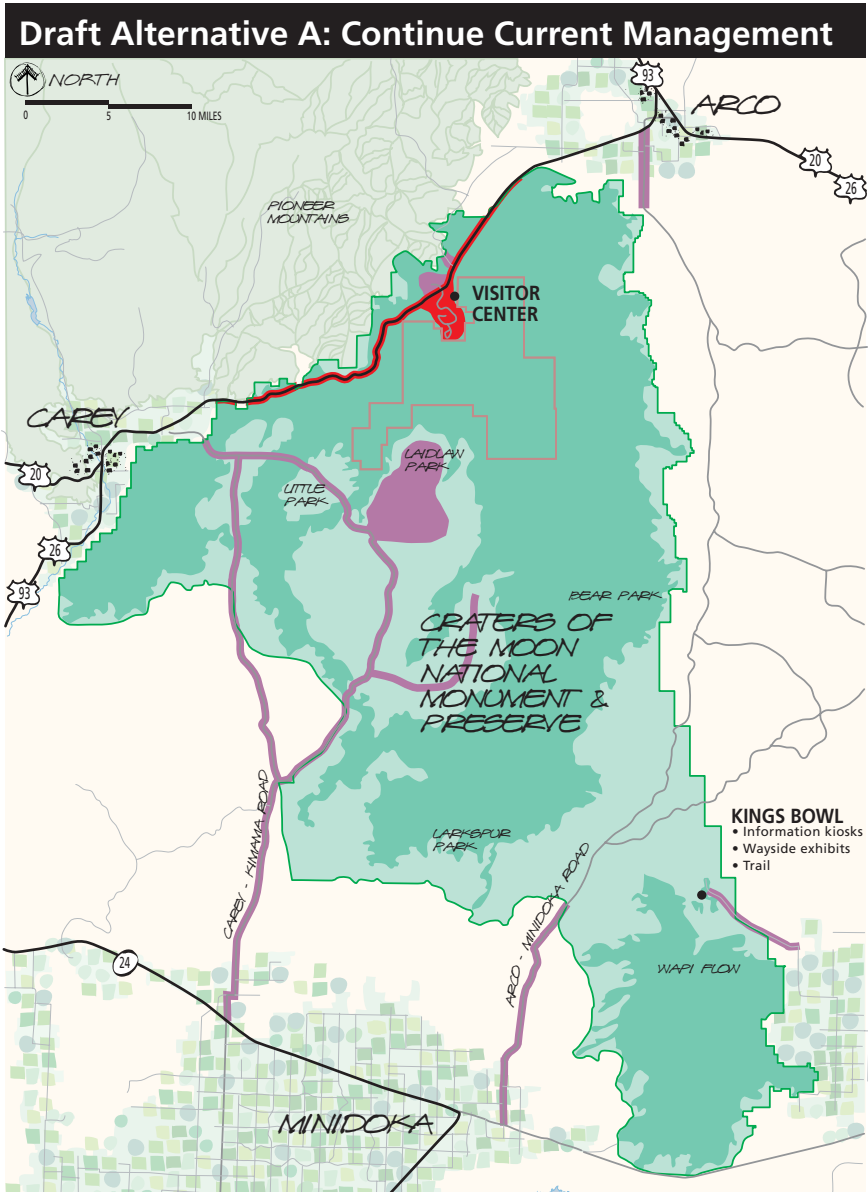 Draft Alternative A: Continue Current Management
NORTH
0 5 10 MILES
93
ARCO
20
26
PIONEER
MOUNTAINS
VISITOR
CENTER
CAREY
20
26
93
LAIDLAW
PARK
LITTLE
PARK
BEAR PARK
CRATERS OF
THE MOON
NATIONAL
MONUMENT &
PRESERVE
CAREY - KIMAMA ROAD
LARKSPUR
PARK
ARCO - MINIDOKA ROAD
KINGS BOWL
• Information kiosks
• Wayside exhibits
• Trail
24
WAPI FLOW
MINIDOKA